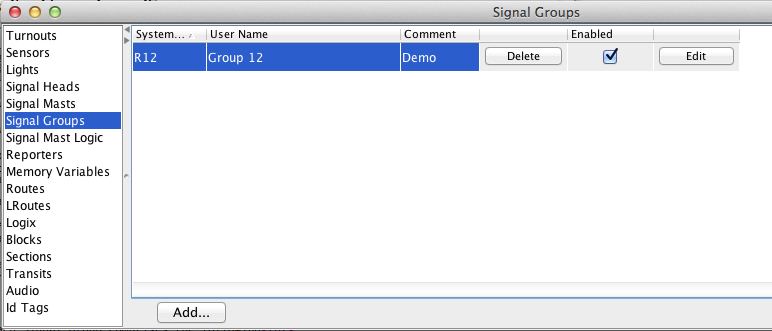 Signal Groups
Turnouts
Sensors
Lights
Signal Heads
Signal Masts
Signal Groups
Signal Mast Logic
Reporters
Memory Variables
Routes
LRoutes
Logix
Blocks
Sections
Transits
Audio
Id Tags
System... User Name Comment Enabled
R12 Group 12 Demo Delete Edit
Add...